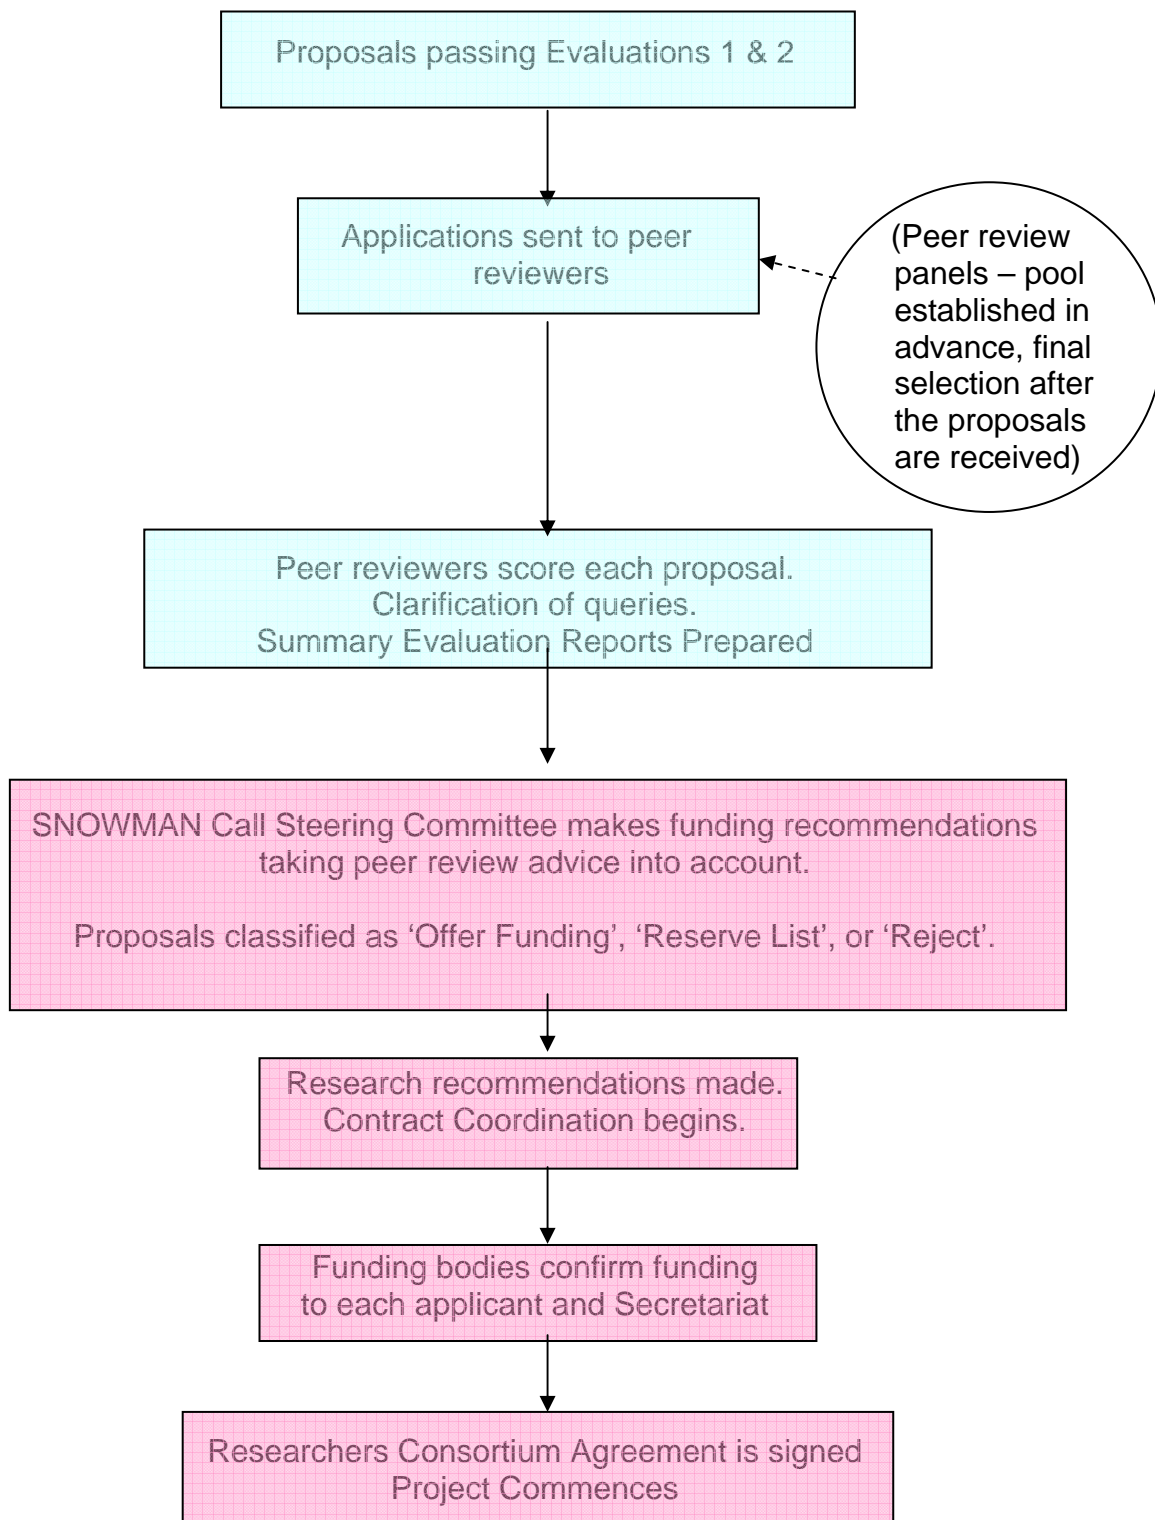 Proposals passing Evaluations 1 & 2
Applications sent to peer
reviewers
(Peer review
panels – pool
established in
advance, final
selection after
the proposals
are received)
Peer reviewers score each proposal.
Clarification of queries.
Summary Evaluation Reports Prepared
SNOWMAN Call Steering Committee makes funding recommendations
taking peer review advice into account.
Proposals classified as ‘Offer Funding’, ‘Reserve List’, or ‘Reject’.
Research recommendations made.
Contract Coordination begins.
Funding bodies confirm funding
to each applicant and Secretariat
Researchers Consortium Agreement is signed
Project Commences